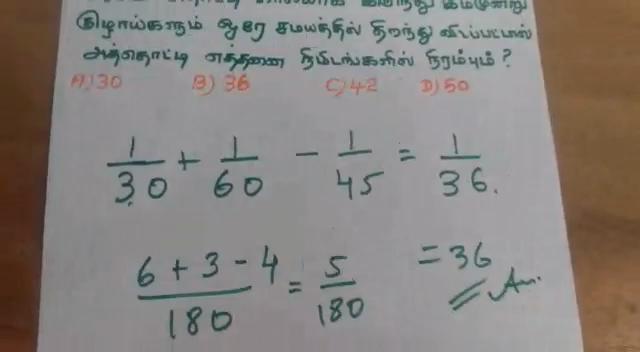 குழாய்களும் ஒரே சமயத்தில் திறந்து விடப்பட்டால்
அத்தொட்டி எத்தனை நிமிடங்களில் நிரம்பும்?
A) 30 B) 36 C) 42 D) 50
1/30 + 1/60 - 1/45 = 1/36.
6 + 3 - 4 / 180 = 5/180 = 36 An.